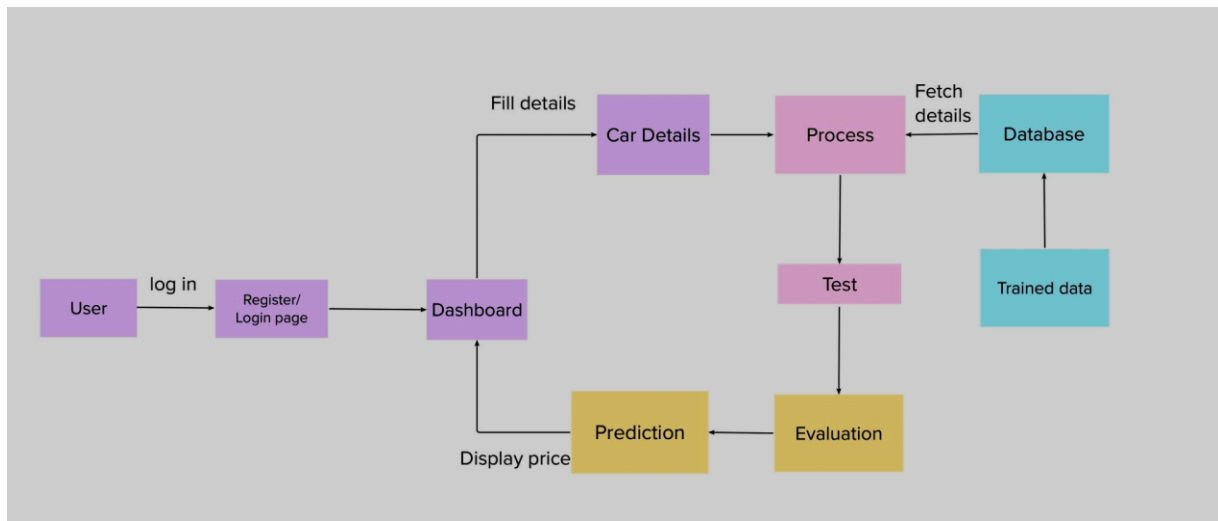 Fill details
Car Details
Process
Fetch
details
Database
User
log in
Register/
Login page
Dashboard
Test
Trained data
Prediction
Evaluation
Display price